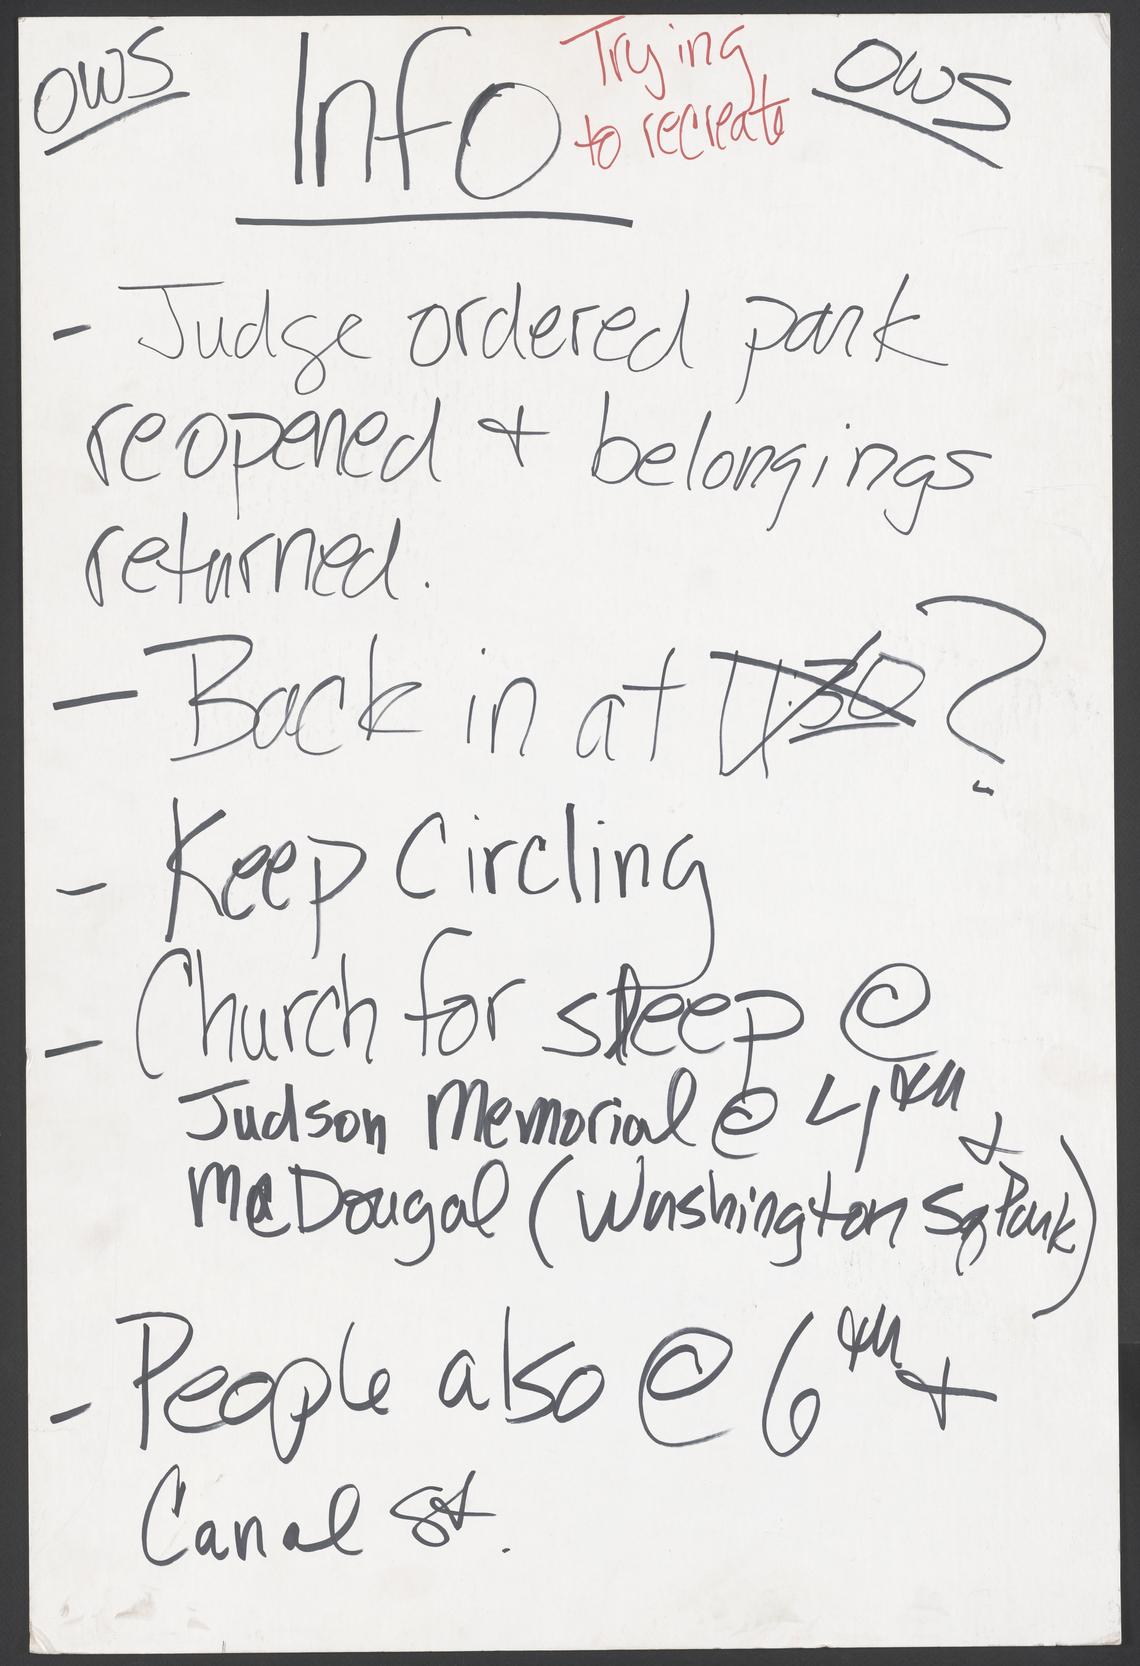 OWS Info Trying OWS
to recreate
- Judge ordered park
reopened + belongings
returned.
- Back in at 11:30 ?
- Keep Circling
- Church for sleep @
Judson Memorial @ 4th +
McDougal (Washington Sq Park)
- People also @ 6th +
Canal St.